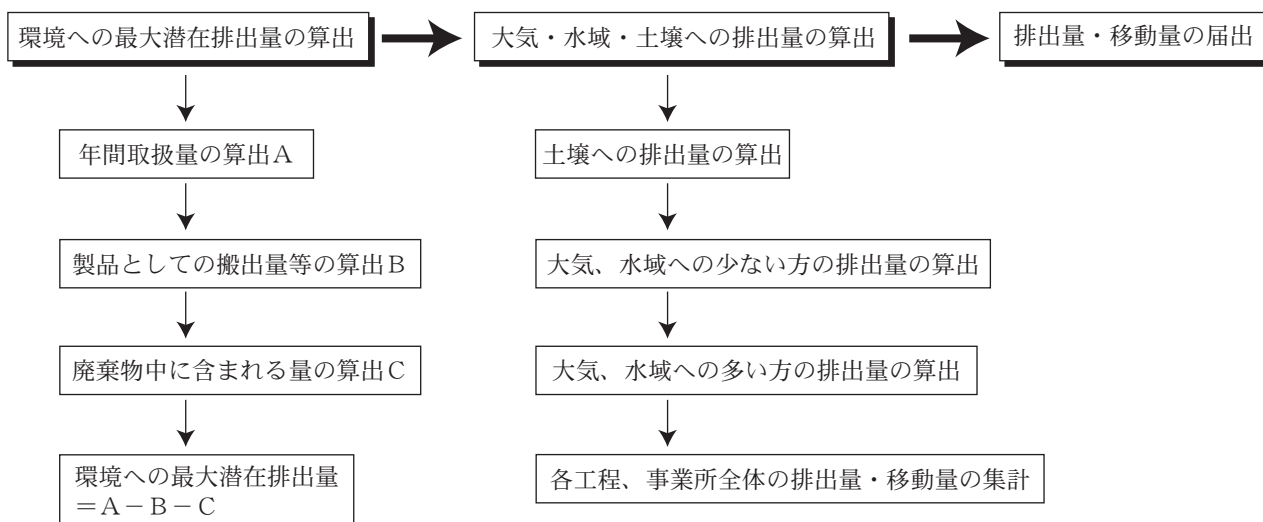 環境への最大潜在排出量の算出
大気・水域・土壌への排出量の算出
排出量・移動量の届出
年間取扱量の算出A
製品としての搬出量等の算出B
廃棄物中に含まれる量の算出C
環境への最大潜在排出量
=A－B－C
土壌への排出量の算出
大気、水域への少ない方の排出量の算出
大気、水域への多い方の排出量の算出
各工程、事業所全体の排出量・移動量の集計